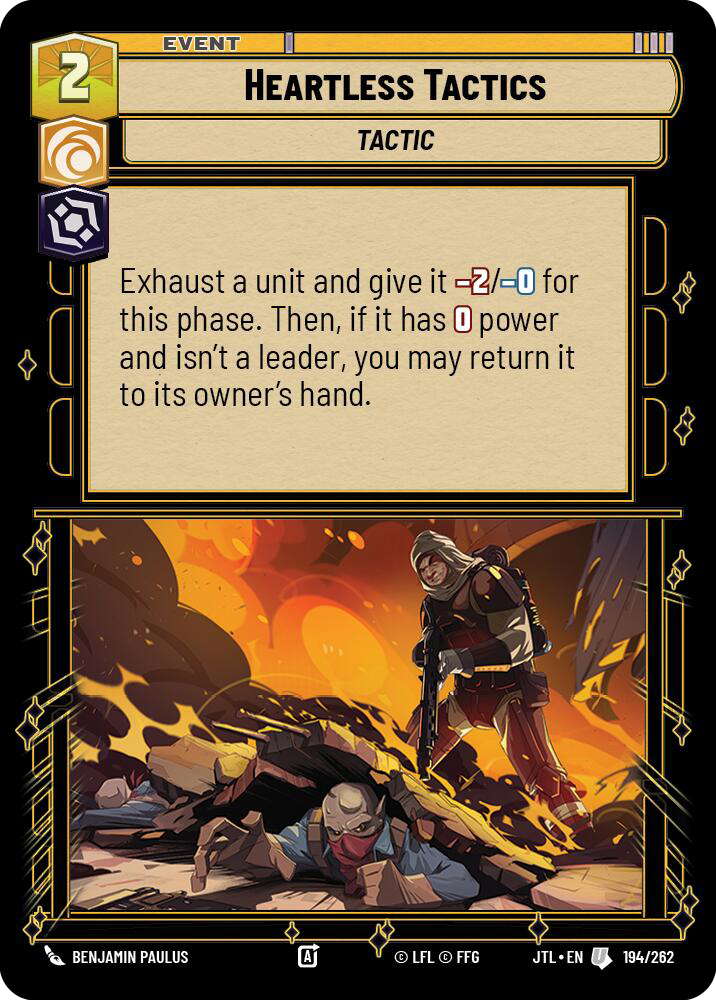 EVENT
2
HEARTLESS TACTICS
TACTIC
Exhaust a unit and give it -2/-0 for
this phase. Then, if it has 0 power
and isn't a leader, you may return it
to its owner's hand.
BENJAMIN PAULUS
A
© LFL © FFG
JTL • EN
U
194/262